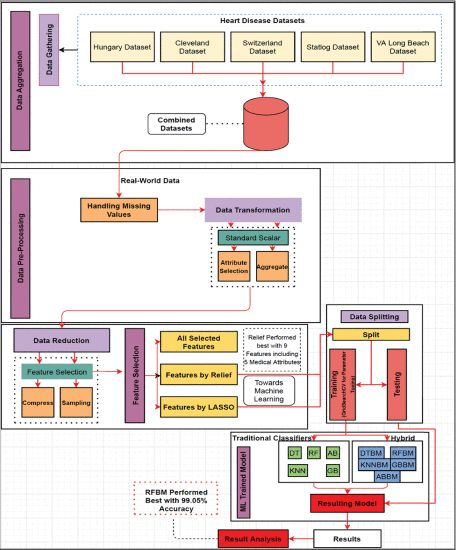 Heart Disease Datasets
Data Aggregation
Data Gathering
Hungary Dataset
Cleveland
Dataset
Switzerland
Dataset
Statlog Dataset
VA Long Beach
Dataset
Combined
Datasets
Real-World Data
Data Pre-Processing
Handling Missing
Values
Data Transformation
Standard Scalar
Attribute
Selection
Aggregate
Data Reduction
Feature Selection
Compress
Sampling
Feature Selection
All Selected
Features
Features by Relief
Features by LASSO
Relief Performed
best with 9
Features including
5 Medical Attributes
Towards
Machine
Learning
Data Splitting
Split
Training
(GridSearchCV for Parameter
Tuning)
Testing
Traditional Classifiers
Hybrid
ML Trained Model
DT
RF
AB
KNN
GB
DTBM
RFBM
KNNBM
GBBM
ABBM
Resulting Model
RFBM Performed
Best with 99.05%
Accuracy
Result Analysis
Results